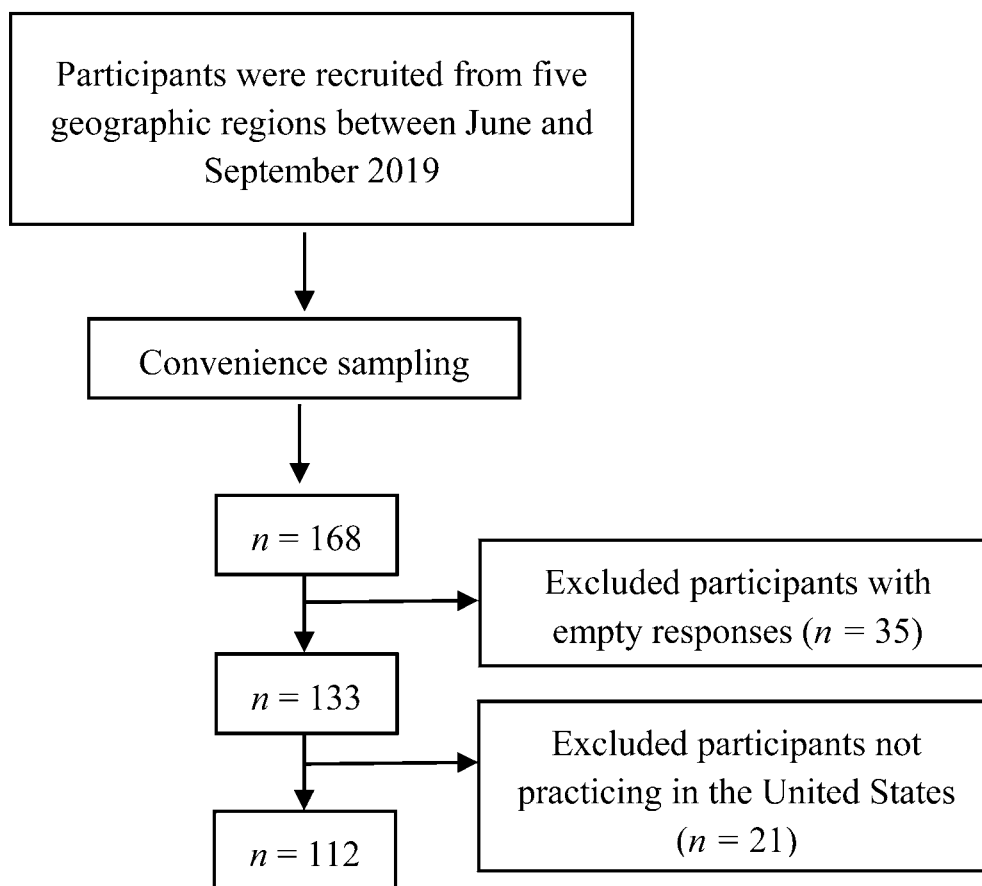 Participants were recruited from five
geographic regions between June and
September 2019
Convenience sampling
n = 168
Excluded participants with
empty responses (n = 35)
n = 133
Excluded participants not
practicing in the United States
(n = 21)
n = 112